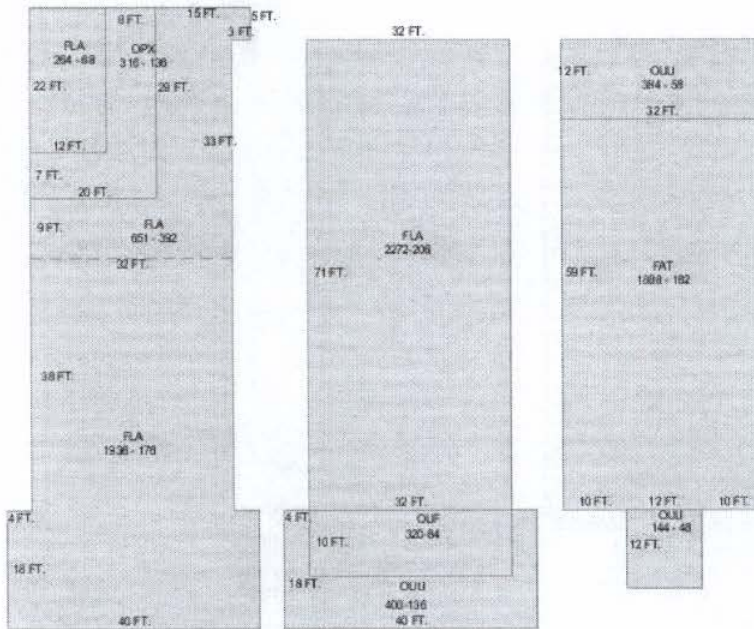 8 FT.
15 FT.
5 FT.
3 FT.
FLA
264 - 68
OPX
316 - 136
22 FT.
29 FT.
33 FT.
12 FT.
7 FT.
20 FT.
9 FT.
FLA
651 - 392
32 FT.
38 FT.
FLA
1936 - 176
4 FT.
18 FT.
40 FT.
32 FT.
FLA
2272-206
71 FT.
32 FT.
4 FT.
OUF
320-84
10 FT.
18 FT.
OUU
400-136
40 FT.
12 FT.
OUU
384 - 58
32 FT.
FAT
1888 - 182
59 FT.
10 FT.
12 FT.
10 FT.
OUU
144 - 48
12 FT.